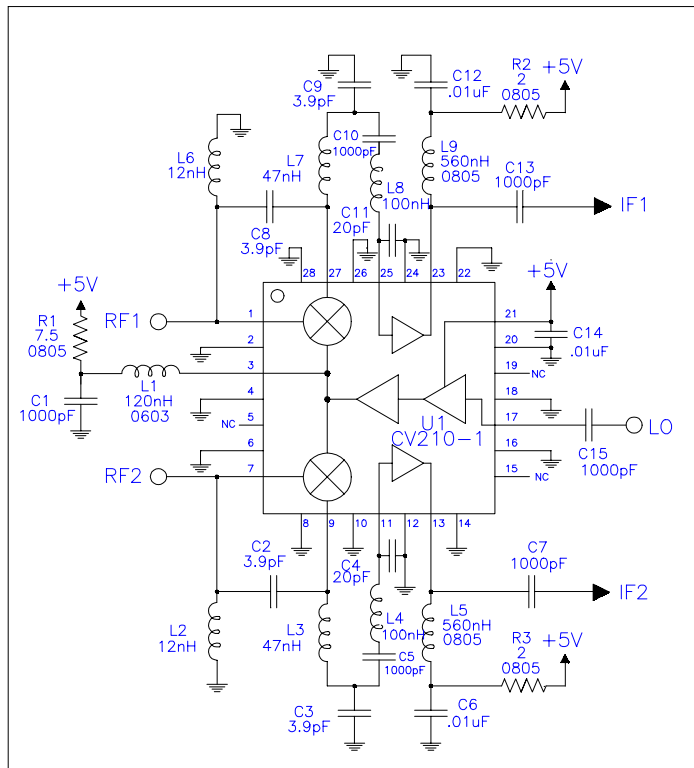 C9
3.9pF
C12
.01uF
R2
2
0805
+5V
C10
1000pF
L6
12nH
L7
47nH
L8
100nH
L9
560nH
0805
C13
1000pF
IF1
C8
3.9pF
C11
20pF
28
27
26
25
24
23
22
+5V
R1
7.5
0805
RF1
1
21
+5V
C14
.01uF
2
20
3
19
NC
L1
120nH
0603
C1
1000pF
4
18
NC
5
U1
CV210-1
17
LO
C15
1000pF
6
16
RF2
7
15
NC
8
9
10
11
12
13
14
C2
3.9pF
C4
20pF
C7
1000pF
IF2
L2
12nH
L3
47nH
L4
100nH
L5
560nH
0805
C5
1000pF
R3
2
0805
+5V
C3
3.9pF
C6
.01uF